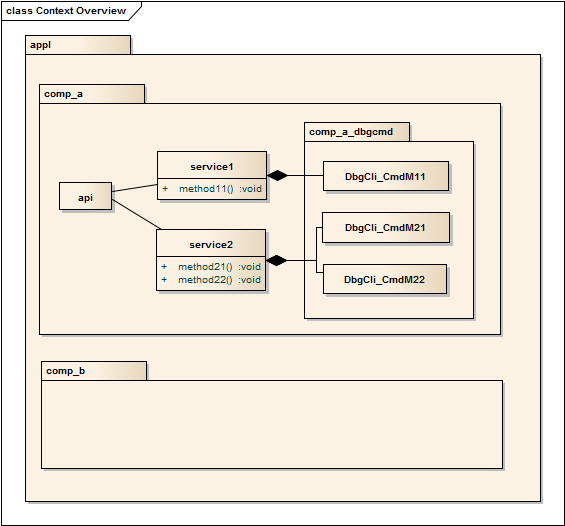 class Context Overview
appl
comp_a
comp_a_dbgcmd
service1
+ method11() :void
DbgCli_CmdM11
api
DbgCli_CmdM21
service2
+ method21() :void
+ method22() :void
DbgCli_CmdM22
comp_b